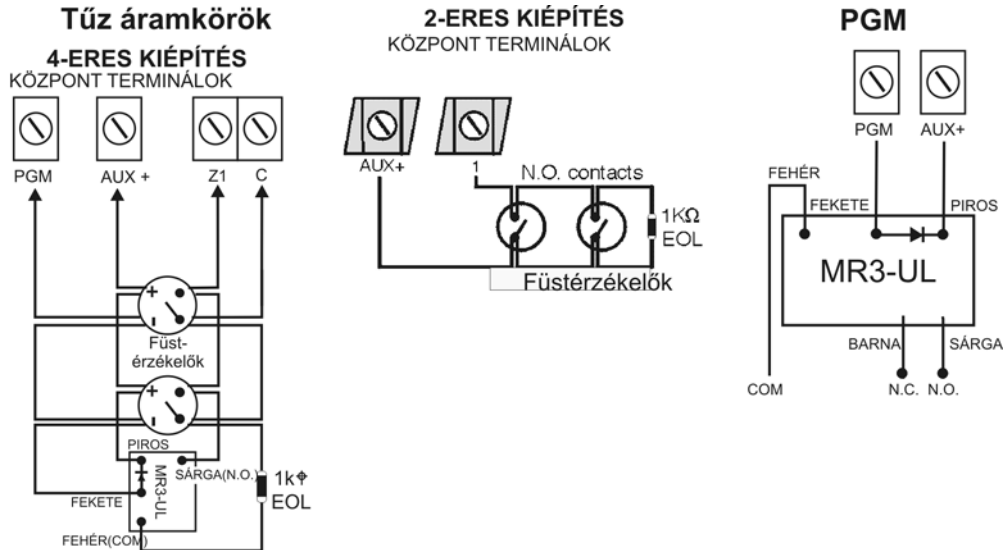 Tűz áramkörök
4-ERES KIÉPÍTÉS
KÖZPONT TERMINÁLOK
PGM AUX + Z1 C
+
-
Füst-
érzékelők
+
-
PIROS
MR3-UL
SÁRGA(N.O.)
1kϕ
EOL
FEKETE
FEHÉR(COM)
2-ERES KIÉPÍTÉS
KÖZPONT TERMINÁLOK
AUX+ 1
N.O. contacts
1KΩ
EOL
Füstérzékelők
PGM
PGM AUX+
FEHÉR
FEKETE PIROS
MR3-UL
BARNA SÁRGA
COM N.C. N.O.